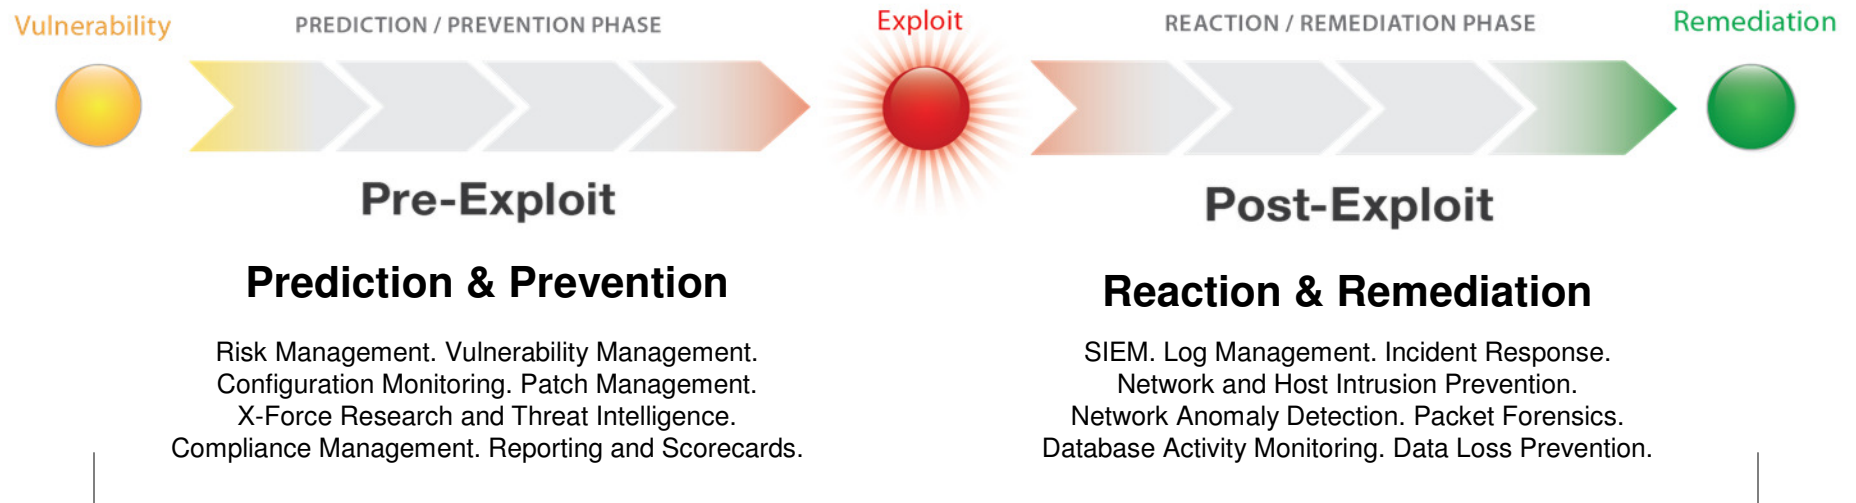 Vulnerability
PREDICTION / PREVENTION PHASE
Exploit
REACTION / REMEDIATION PHASE
Remediation
Pre-Exploit
Post-Exploit
Prediction & Prevention
Reaction & Remediation
Risk Management. Vulnerability Management.
Configuration Monitoring. Patch Management.
X-Force Research and Threat Intelligence.
Compliance Management. Reporting and Scorecards.
SIEM. Log Management. Incident Response.
Network and Host Intrusion Prevention.
Network Anomaly Detection. Packet Forensics.
Database Activity Monitoring. Data Loss Prevention.